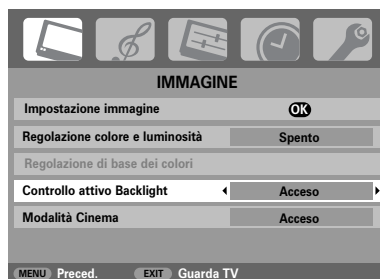 IMMAGINE
Impostazione immagine OK
Regolazione colore e luminosità Spento
Regolazione di base dei colori
Controllo attivo Backlight Acceso
Modalità Cinema Acceso
MENU Preced. EXIT Guarda TV